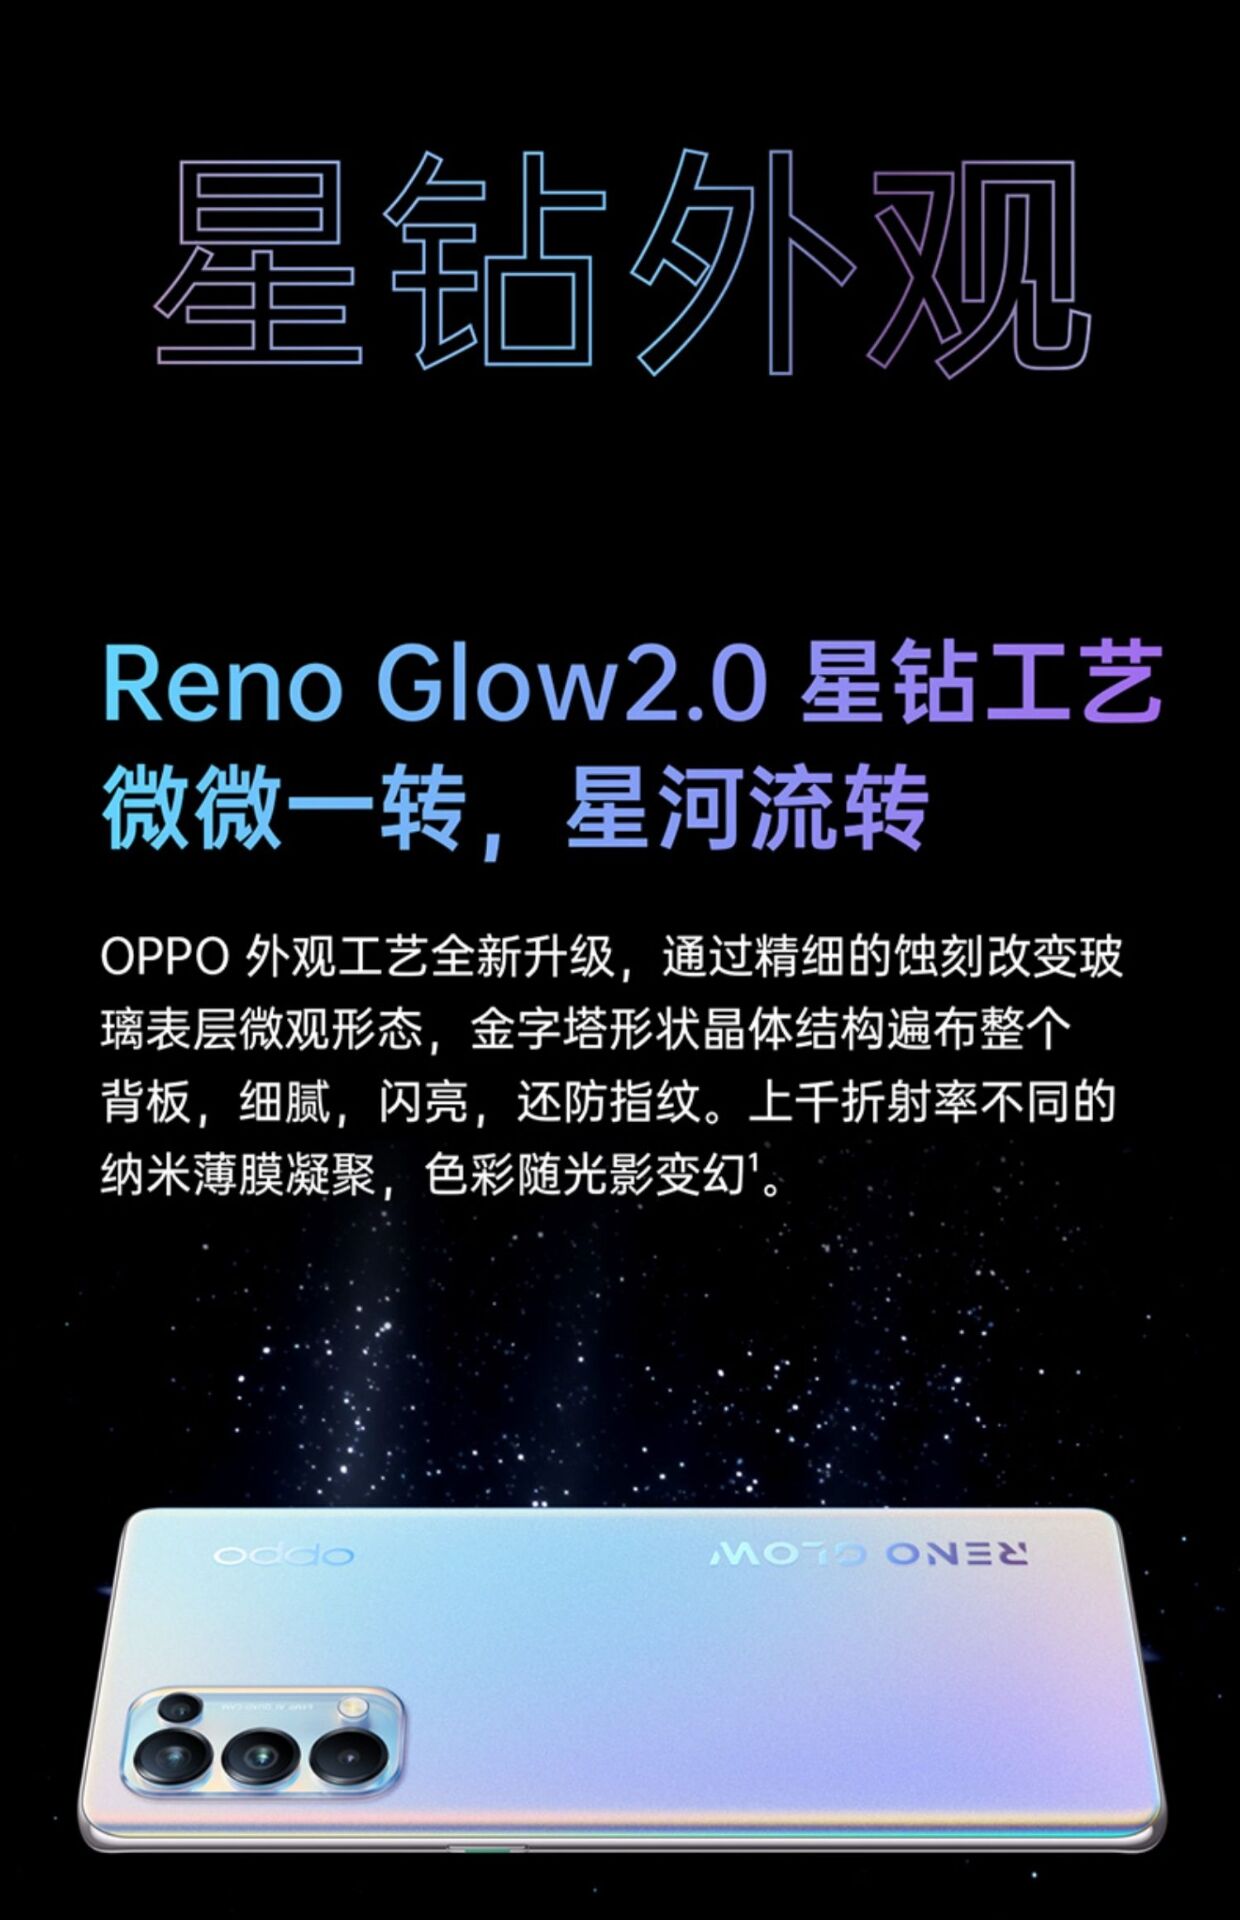 星钻外观
Reno Glow2.0 星钻工艺
微微一转，星河流转
OPPO 外观工艺全新升级，通过精细的蚀刻改变玻
璃表层微观形态，金字塔形状晶体结构遍布整个
背板，细腻，闪亮，还防指纹。上千折射率不同的
纳米薄膜凝聚，色彩随光影变幻¹。
oppo
RENO GLOW
64MP AI QUAD-CAM